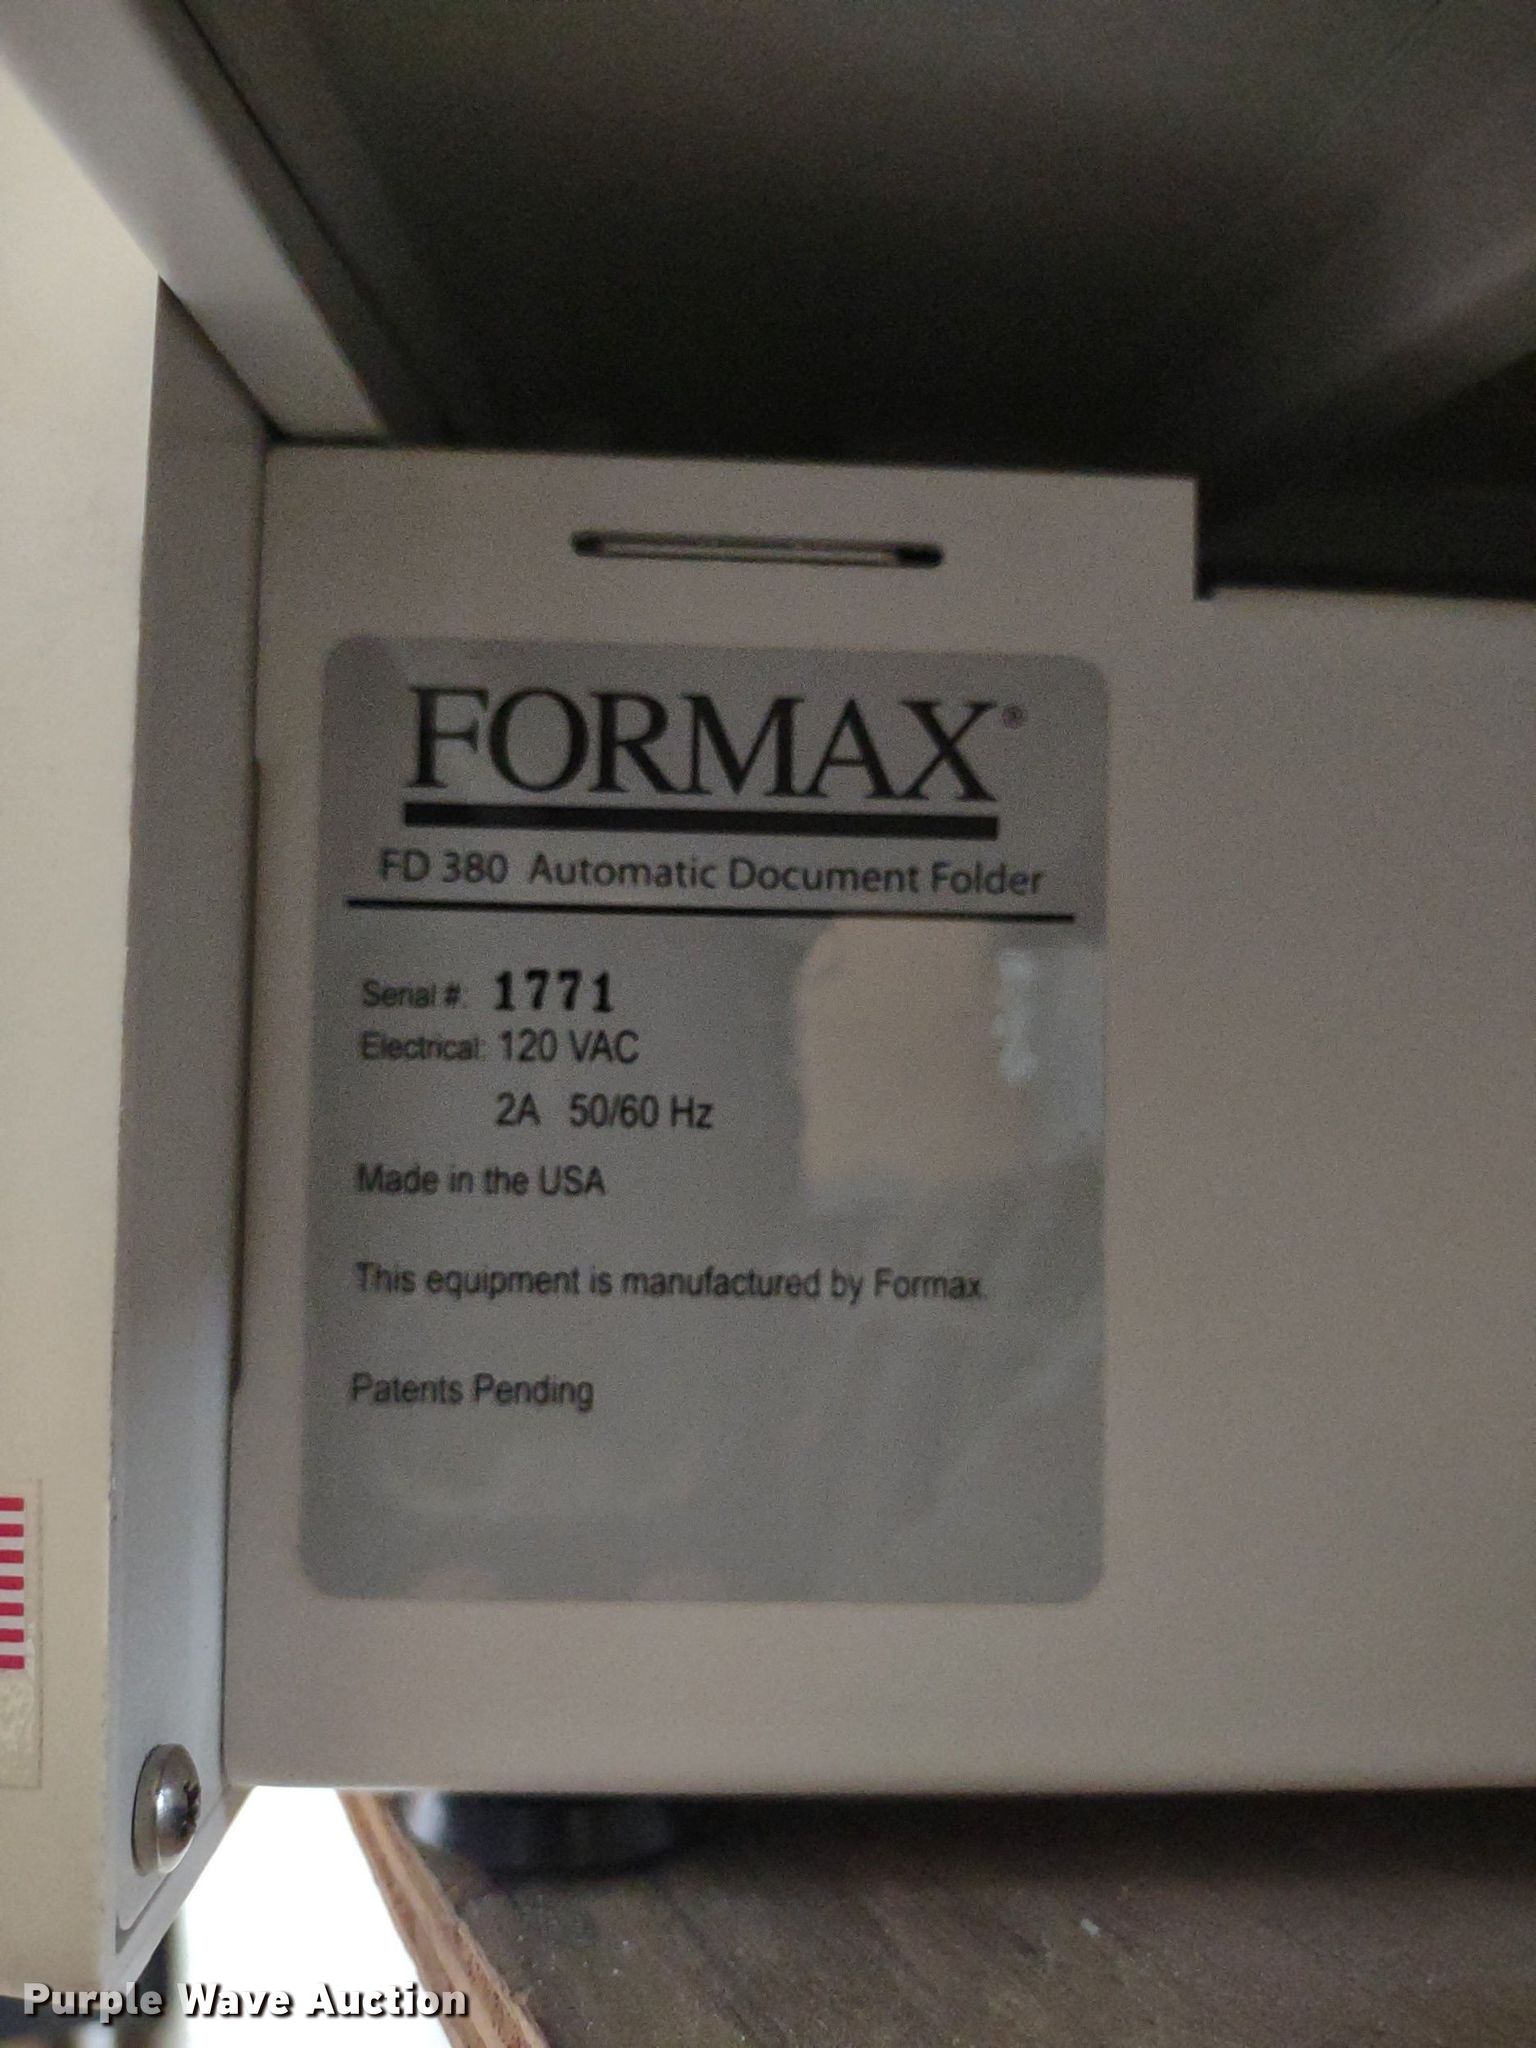 FORMAX®
FD 380 Automatic Document Folder
Serial #: 1771
Electrical: 120 VAC
2A 50/60 Hz
Made in the USA
This equipment is manufactured by Formax.
Patents Pending
Purple Wave Auction